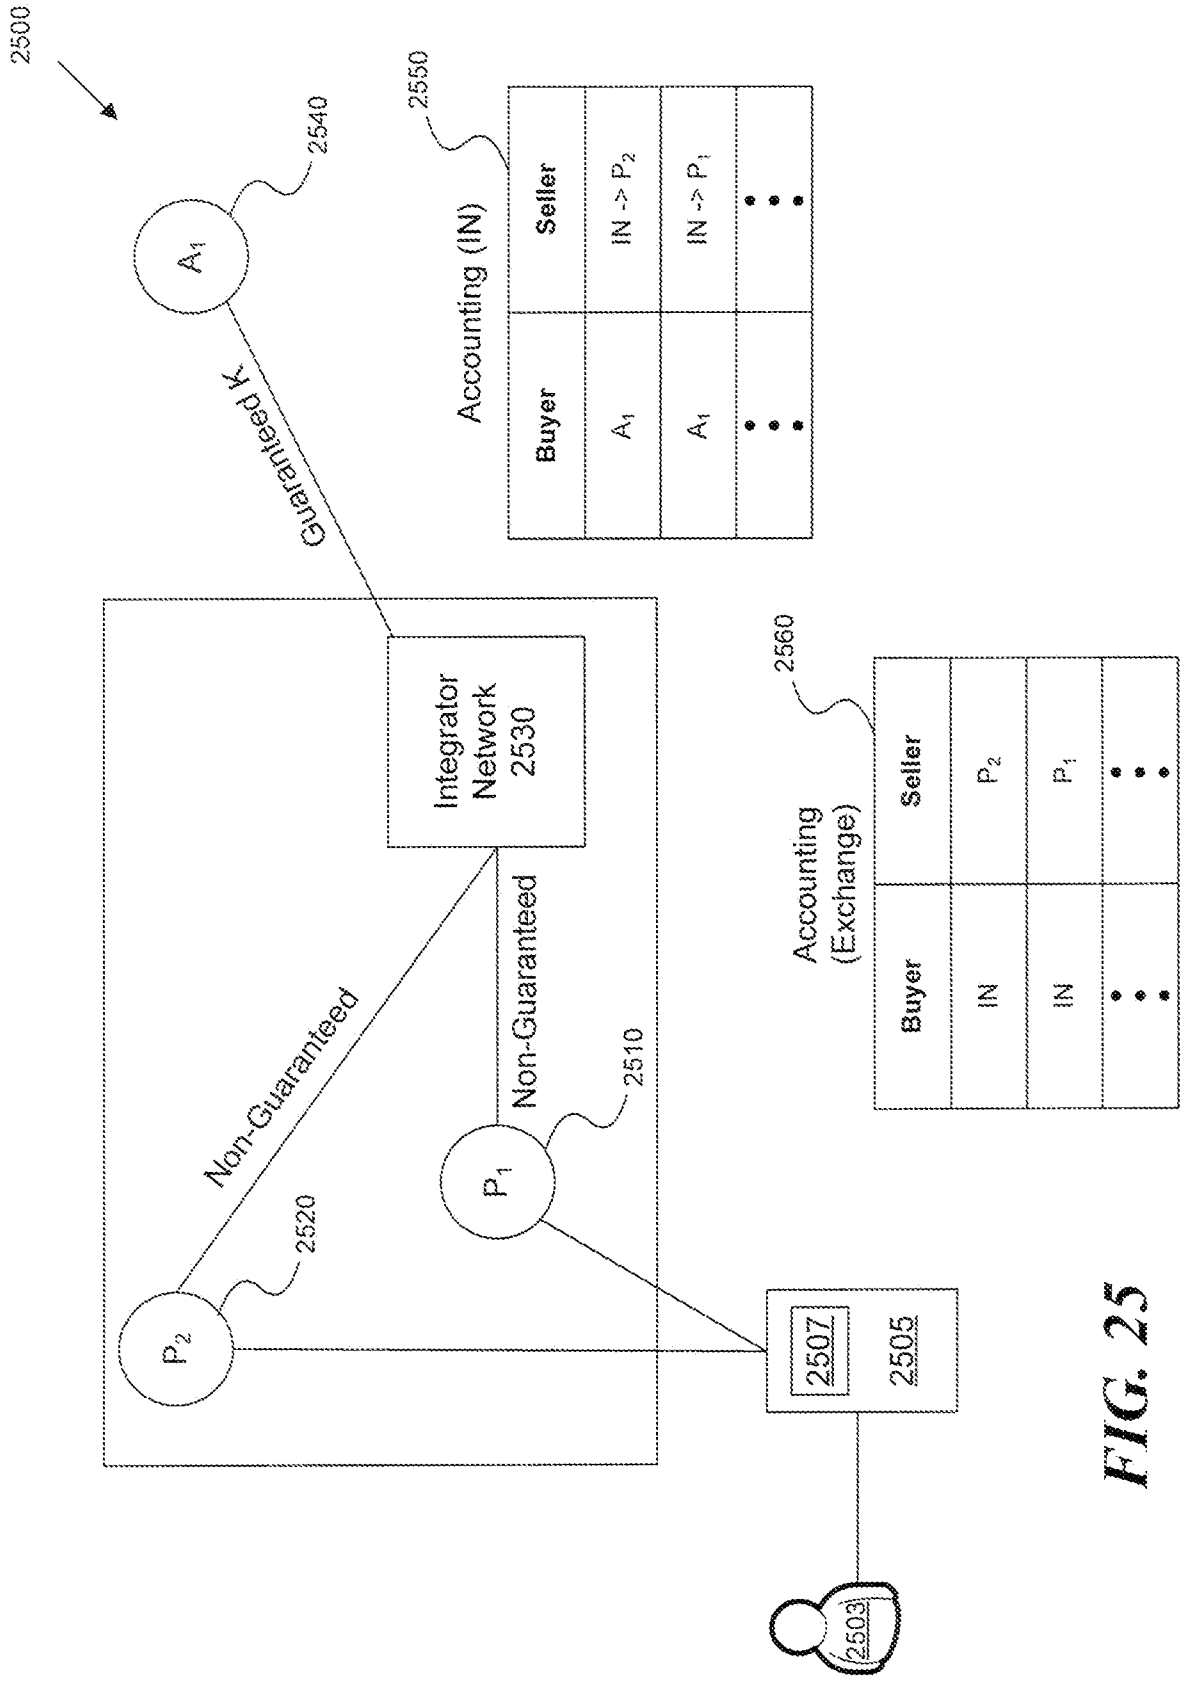 2500
A1
2540
Guaranteed K
Integrator
Network
2530
Non-Guaranteed
Non-Guaranteed
P2
2520
P1
2510
2507
2505
2503
Accounting (IN)
2550
Buyer Seller
A1 IN -> P2
A1 IN -> P1
Accounting
(Exchange)
2560
Buyer Seller
IN P2
IN P1
FIG. 25